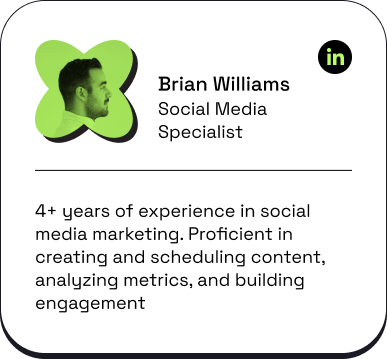 in
Brian Williams
Social Media
Specialist
4+ years of experience in social
media marketing. Proficient in
creating and scheduling content,
analyzing metrics, and building
engagement